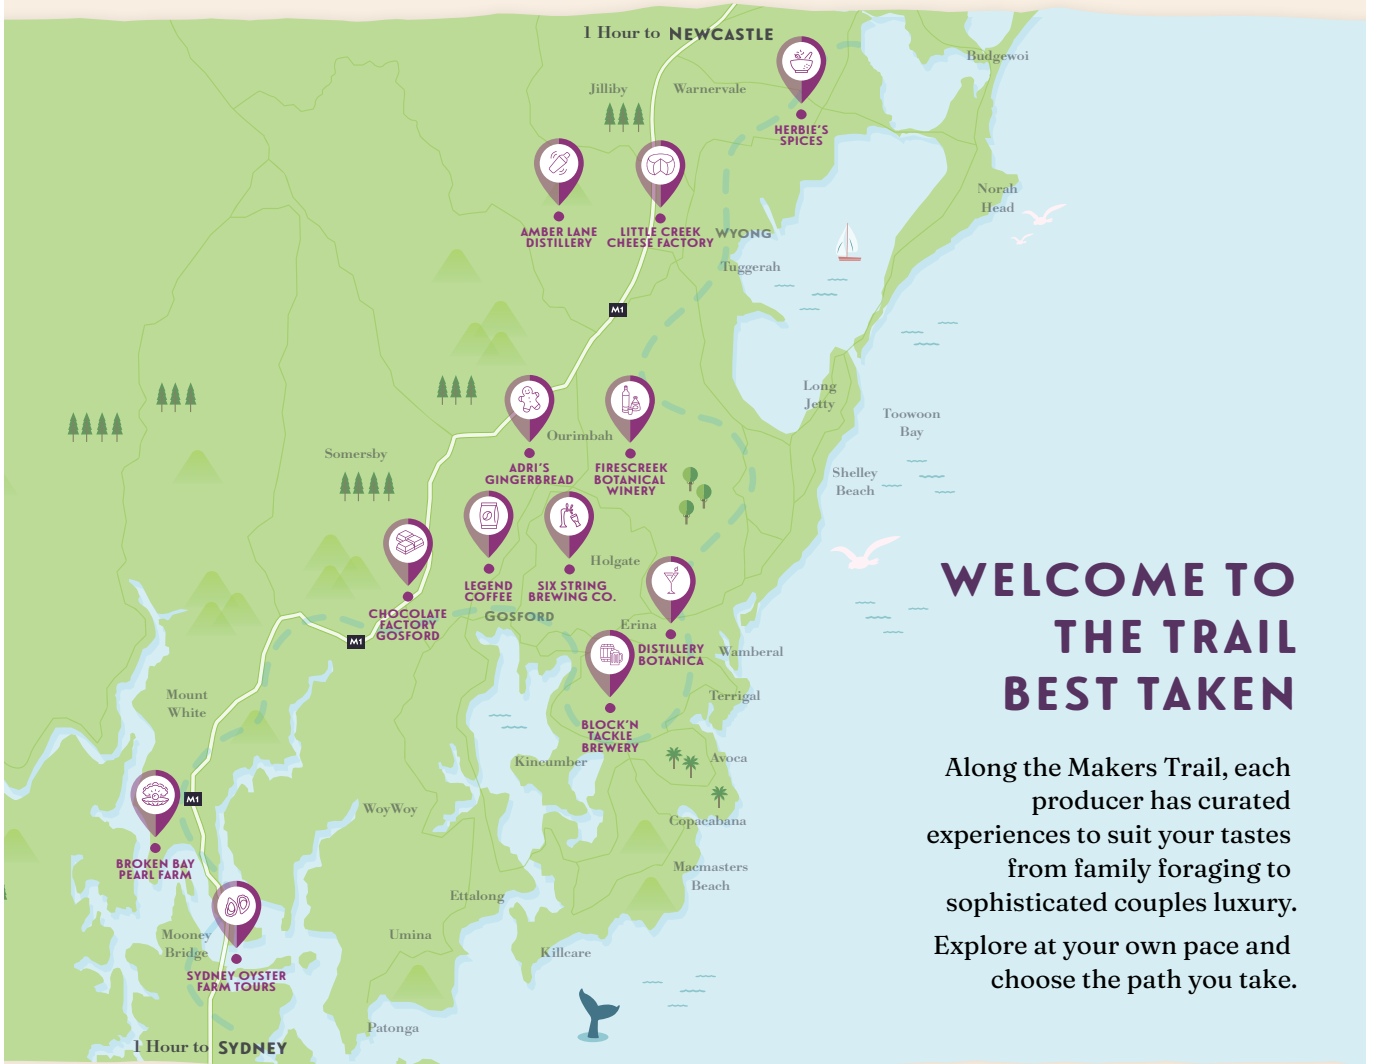 1 Hour to NEWCASTLE
Budgewoi
Jilliby
Warnervale
HERBIE'S
SPICES
Norah
Head
AMBER LANE
DISTILLERY
LITTLE CREEK
CHEESE FACTORY
WYONG
Tuggerah
M1
Long
Jetty
Toowoon
Bay
Ourimbah
Somersby
ADRI'S
GINGERBREAD
FIRESCREEK
BOTANICAL
WINERY
Shelley
Beach
Holgate
LEGEND
COFFEE
SIX STRING
BREWING CO.
CHOCOLATE
FACTORY
GOSFORD
GOSFORD
M1
Erina
DISTILLERY
BOTANICA
Wamberal
Mount
White
Terrigal
BLOCK'N
TACKLE
BREWERY
Kincumber
Avoca
M1
WoyWoy
Copacabana
BROKEN BAY
PEARL FARM
Macmasters
Beach
Ettalong
Mooney
Bridge
Umina
Killcare
SYDNEY OYSTER
FARM TOURS
Patonga
1 Hour to SYDNEY
WELCOME TO
THE TRAIL
BEST TAKEN
Along the Makers Trail, each
producer has curated
experiences to suit your tastes
from family foraging to
sophisticated couples luxury.
Explore at your own pace and
choose the path you take.